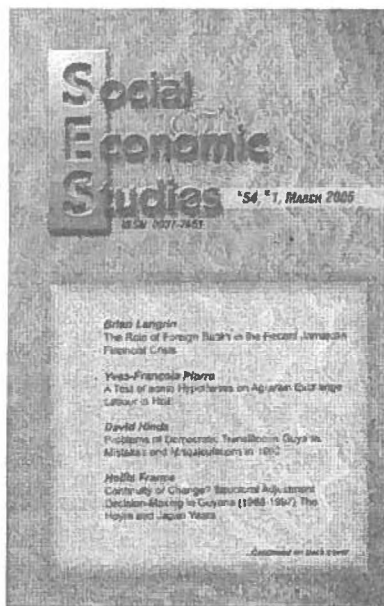 Social
Economic
Studies
54, 1, MARCH 2005
ISSN 0037-7651
Brian Langrin
The Role of Foreign Banks in the Recent Jamaican
Financial Crisis
Yves-François Pierre
A Test of some Hypotheses on Agrarian Exchange
Labour in Haiti
David Hinds
Problems of Democratic Transition in Guyana:
Mistakes and Miscalculations in 1992
Hollis France
Continuity or Change? Structural Adjustment
Decision-Making in Guyana (1988-1997) The
Hoyte and Jagan Years
...continued on back cover